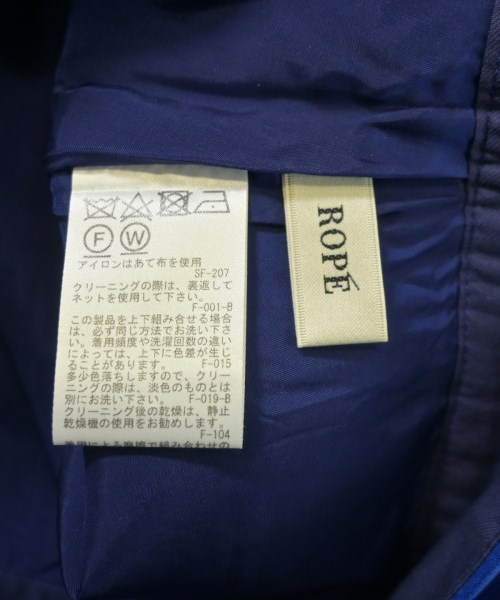 F W
アイロンはあて布を使用
SF-207
クリーニングの際は、裏返して
ネットを使用して下さい。
F-001-B
この製品を上下組み合せる場合
は、必ず同じ方法でお洗い下さ
い。着用頻度や洗濯回数の違い
によっては、上下に色差が生じ
ることがあります。
F-015
多少色落ちしますので、クリー
ニングの際は、淡色のものとは
別にお洗い下さい。
F-019-B
クリーニング後の乾燥は、静止
乾燥機の使用をお勧めします。
F-104
ROPÉ